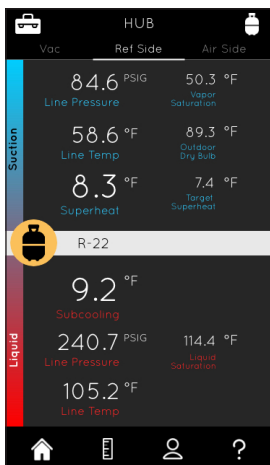 HUB
Vac Ref Side Air Side
Suction
84.6 PSIG 50.3 °F
Line Pressure Vapor
Saturation
58.6 °F 89.3 °F
Line Temp Outdoor
Dry Bulb
8.3 °F 7.4 °F
Superheat Target
Superheat
R-22
Liquid
9.2 °F
Subcooling
240.7 PSIG 114.4 °F
Line Pressure Liquid
Saturation
105.2 °F
Line Temp
?